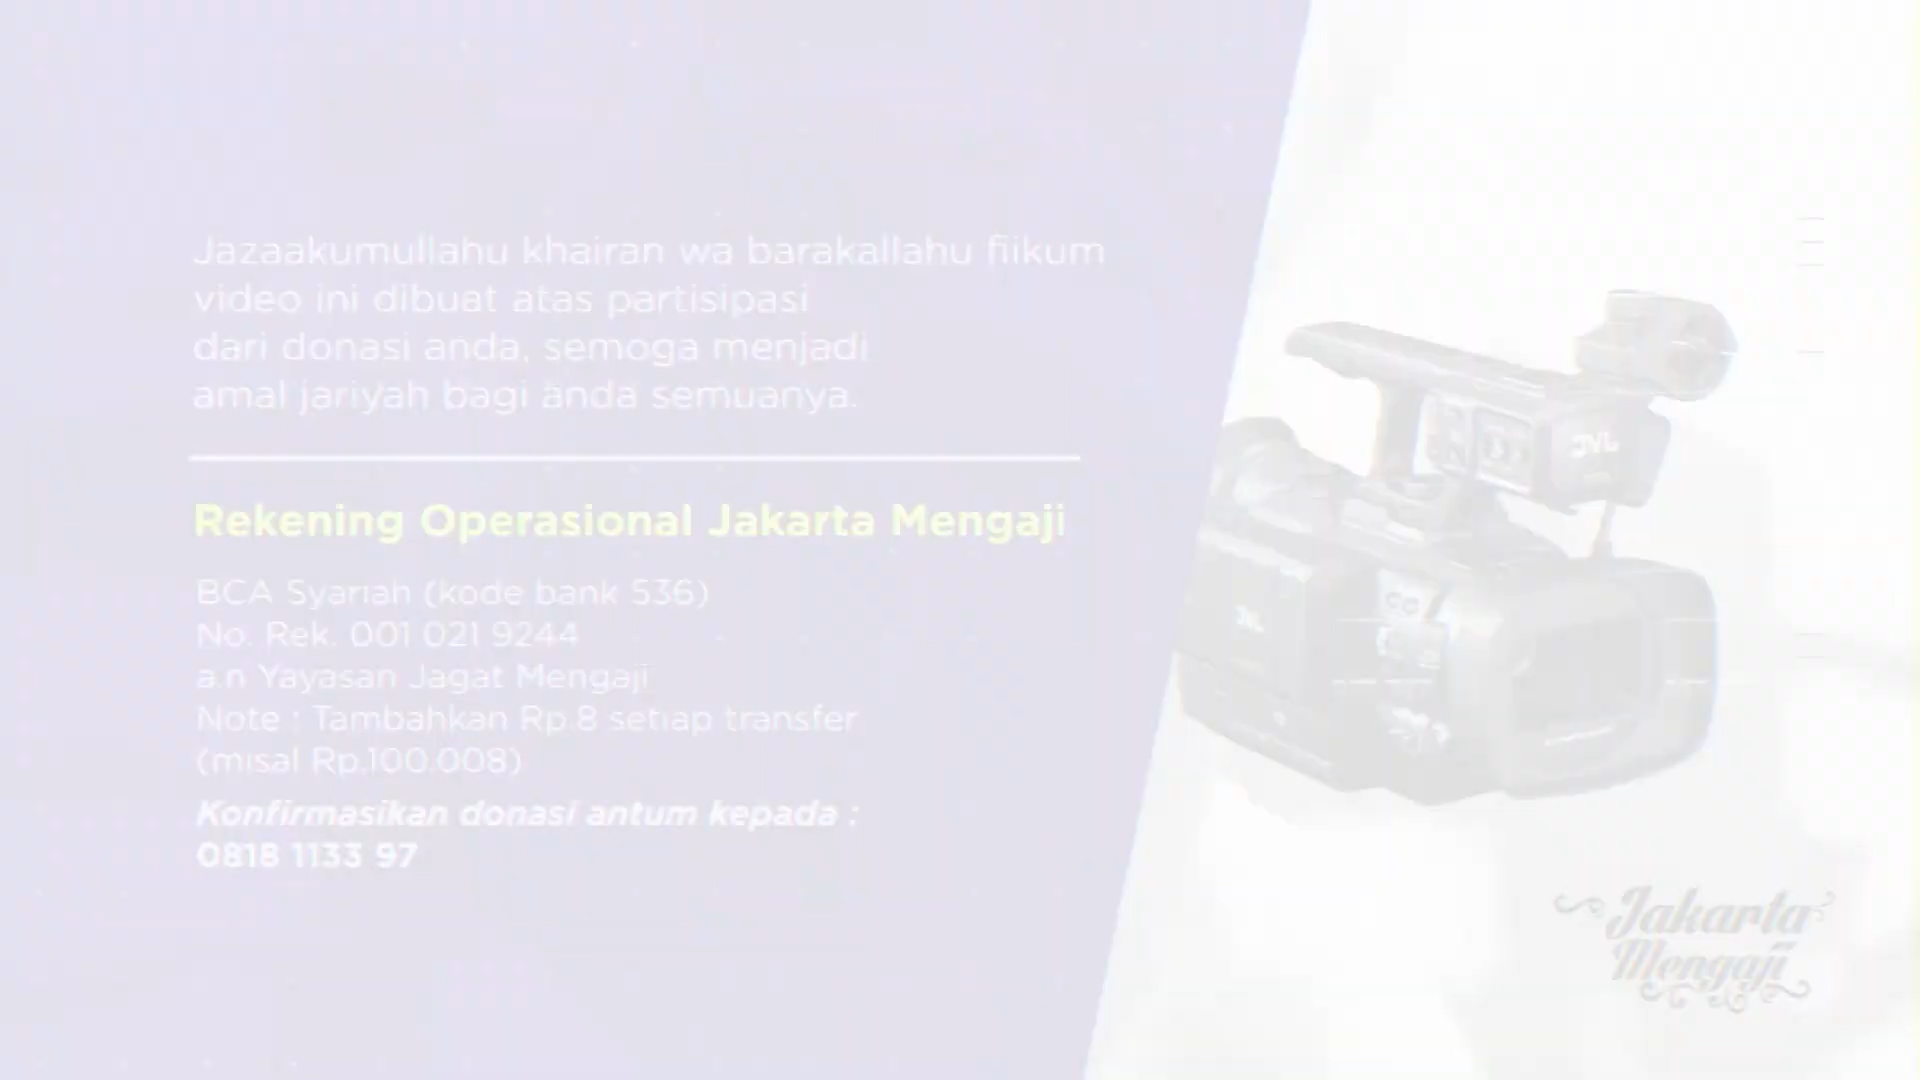 Jazaakumullahu khairan wa barakallahu fiikum
video ini dibuat atas partisipasi
dari donasi anda, semoga menjadi
amal jariyah bagi anda semuanya.
Rekening Operasional Jakarta Mengaji
BCA Syariah (kode bank 536)
No. Rek. 001 021 9244
a.n Yayasan Jagat Mengaji
Note : Tambahkan Rp.8 setiap transfer
(misal Rp.100.008)
Konfirmasikan donasi antum kepada :
0818 1133 97
Jakarta
Mengaji